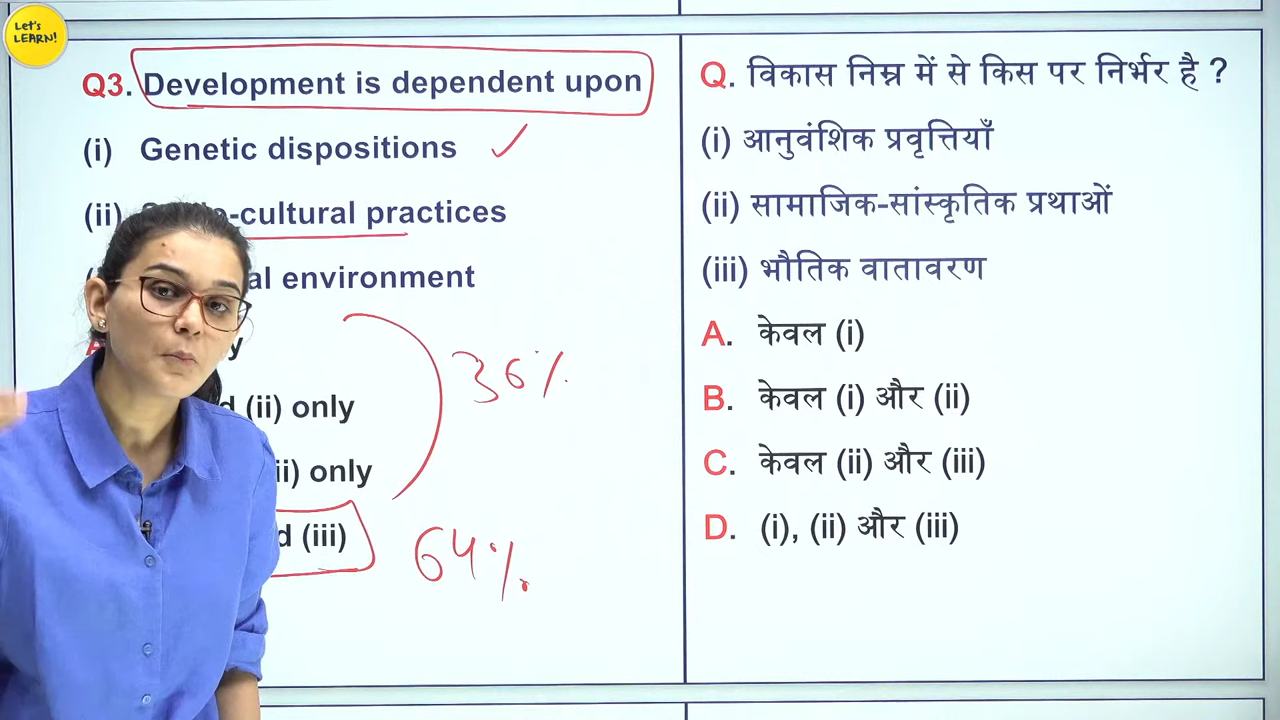 Let's
LEARN!
Q3. Development is dependent upon
(i) Genetic dispositions
(ii) -cultural practices
al environment
y
d (ii) only
ii) only
d (iii)
36%
64%
Q. विकास निम्न में से किस पर निर्भर है ?
(i) आनुवंशिक प्रवृत्तियाँ
(ii) सामाजिक-सांस्कृतिक प्रथाओं
(iii) भौतिक वातावरण
A. केवल (i)
B. केवल (i) और (ii)
C. केवल (ii) और (iii)
D. (i), (ii) और (iii)